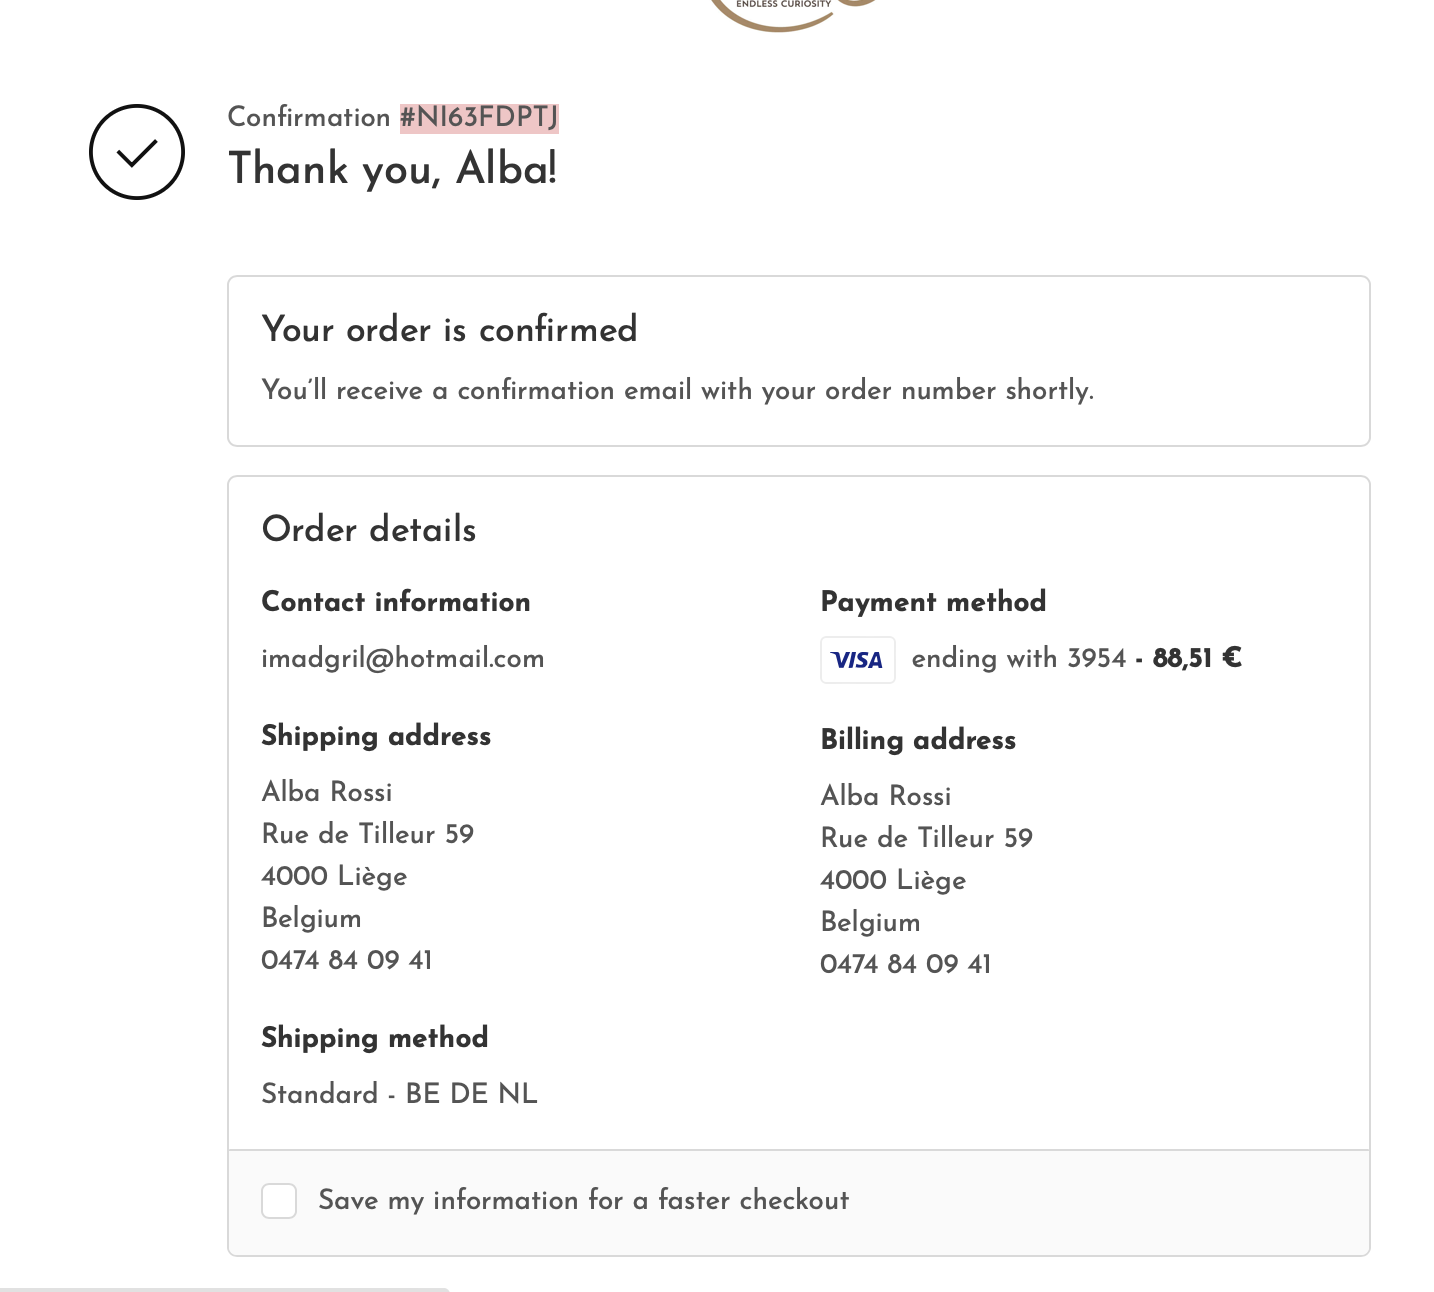 ENDLESS CURIOSITY
Confirmation #NI63FDPTJ
Thank you, Alba!
Your order is confirmed
You’ll receive a confirmation email with your order number shortly.
Order details
Contact information
imadgril@hotmail.com
Shipping address
Alba Rossi
Rue de Tilleur 59
4000 Liège
Belgium
0474 84 09 41
Shipping method
Standard - BE DE NL
Payment method
VISA ending with 3954 - 88,51 €
Billing address
Alba Rossi
Rue de Tilleur 59
4000 Liège
Belgium
0474 84 09 41
Save my information for a faster checkout